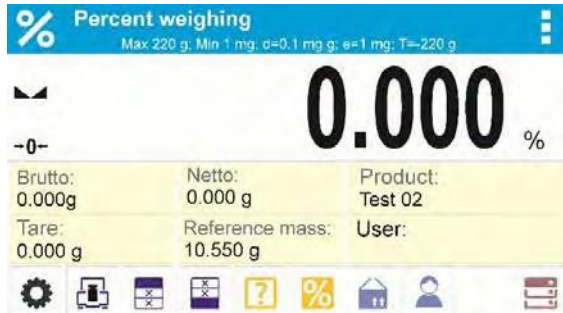 Percent weighing
Max 220 g; Min 1 mg; d=0.1 mg g; e=1 mg; T=-220 g
0.000 %
→0←
Brutto:
0.000g
Netto:
0.000 g
Product:
Test 02
Tare:
0.000 g
Reference mass:
10.550 g
User: